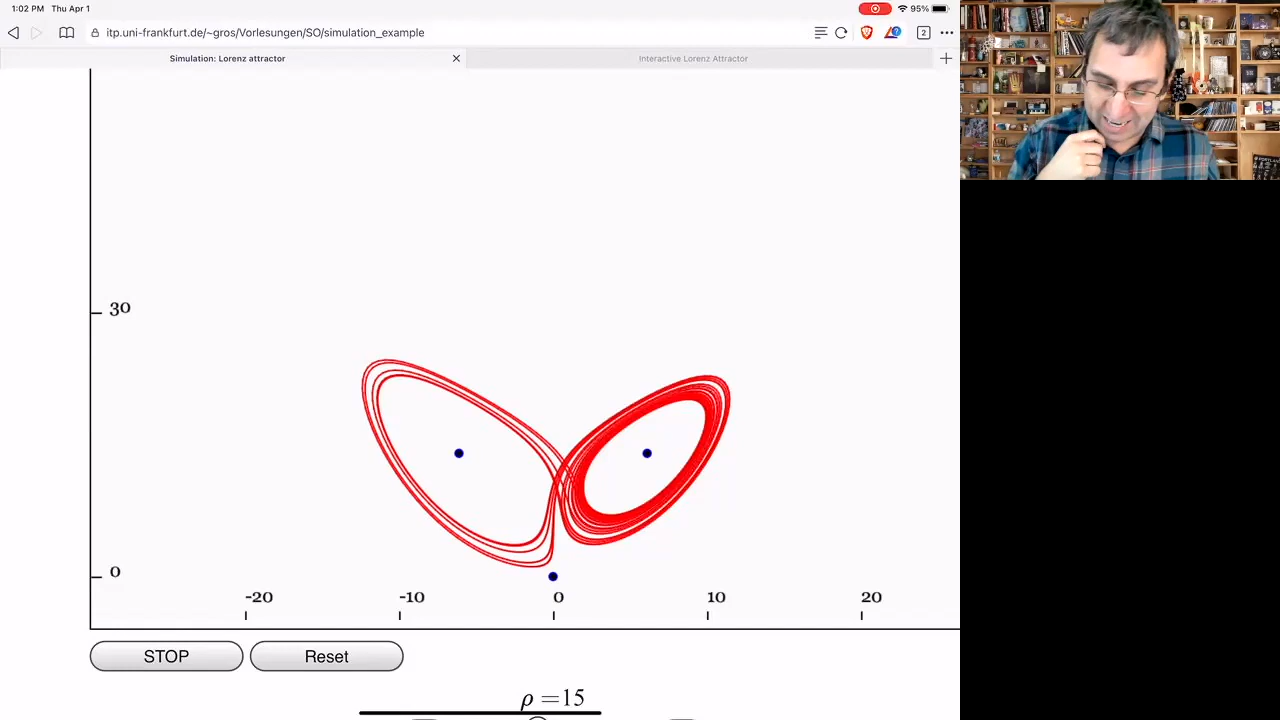 1:02 PM Thu Apr 1
95%
itp.uni-frankfurt.de/~gros/Vorlesungen/SO/simulation_example
2
Simulation: Lorenz attractor
Interactive Lorenz Attractor
30
0
-20 -10 0 10 20
STOP Reset
ρ =15